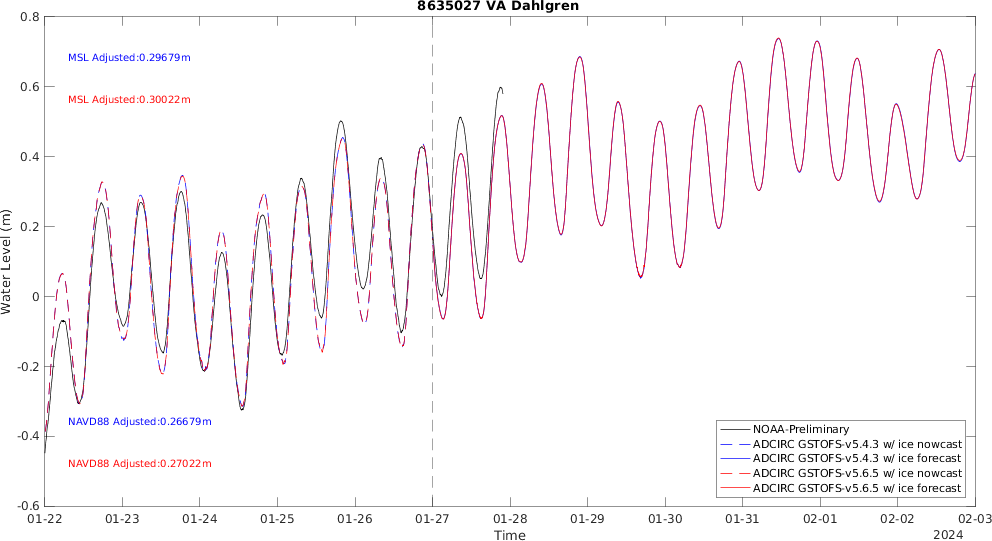 8635027 VA Dahlgren
0.8
MSL Adjusted:0.29679m
0.6
MSL Adjusted:0.30022m
0.4
0.2
Water Level (m)
0
-0.2
NAVD88 Adjusted:0.26679m
-0.4
NAVD88 Adjusted:0.27022m
-0.6
NOAA-Preliminary
ADCIRC GSTOFS-v5.4.3 w/ ice nowcast
ADCIRC GSTOFS-v5.4.3 w/ ice forecast
ADCIRC GSTOFS-v5.6.5 w/ ice nowcast
ADCIRC GSTOFS-v5.6.5 w/ ice forecast
01-22 01-23 01-24 01-25 01-26 01-27 01-28 01-29 01-30 01-31 02-01 02-02 02-03
Time
2024